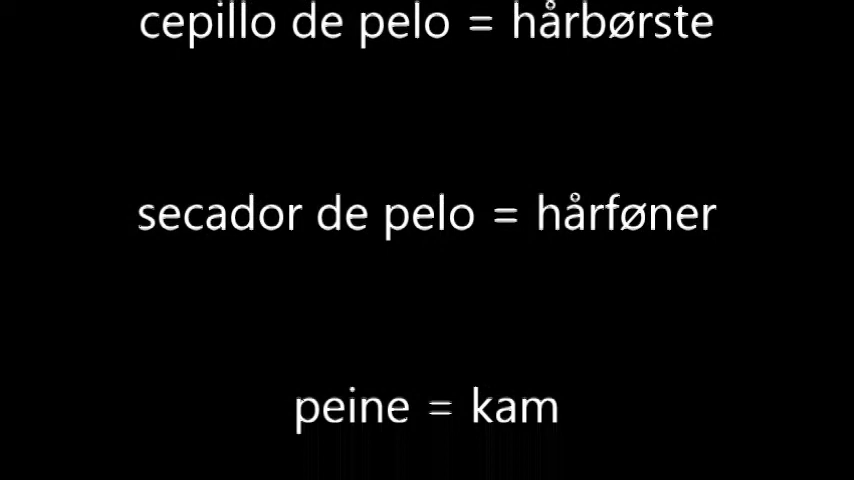 cepillo de pelo = hårbørste
secador de pelo = hårføner
peine = kam